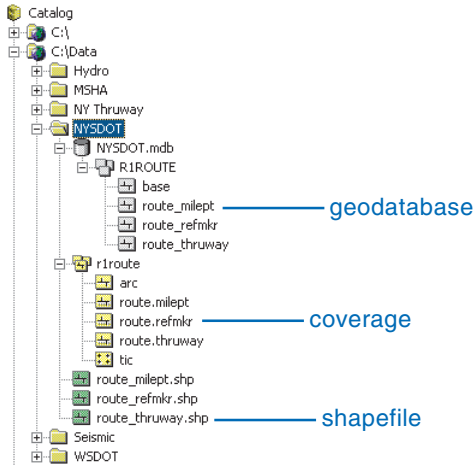 Catalog
C:\
C:\Data
Hydro
MSHA
NY Thruway
NYSDOT
NYSDOT.mdb
R1ROUTE
base
route_milept geodatabase
route_refmkr
route_thruway
r1route
arc
route.milept
route.refmkr coverage
route.thruway
tic
route_milept.shp
route_refmkr.shp
route_thruway.shp shapefile
Seismic
WSDOT